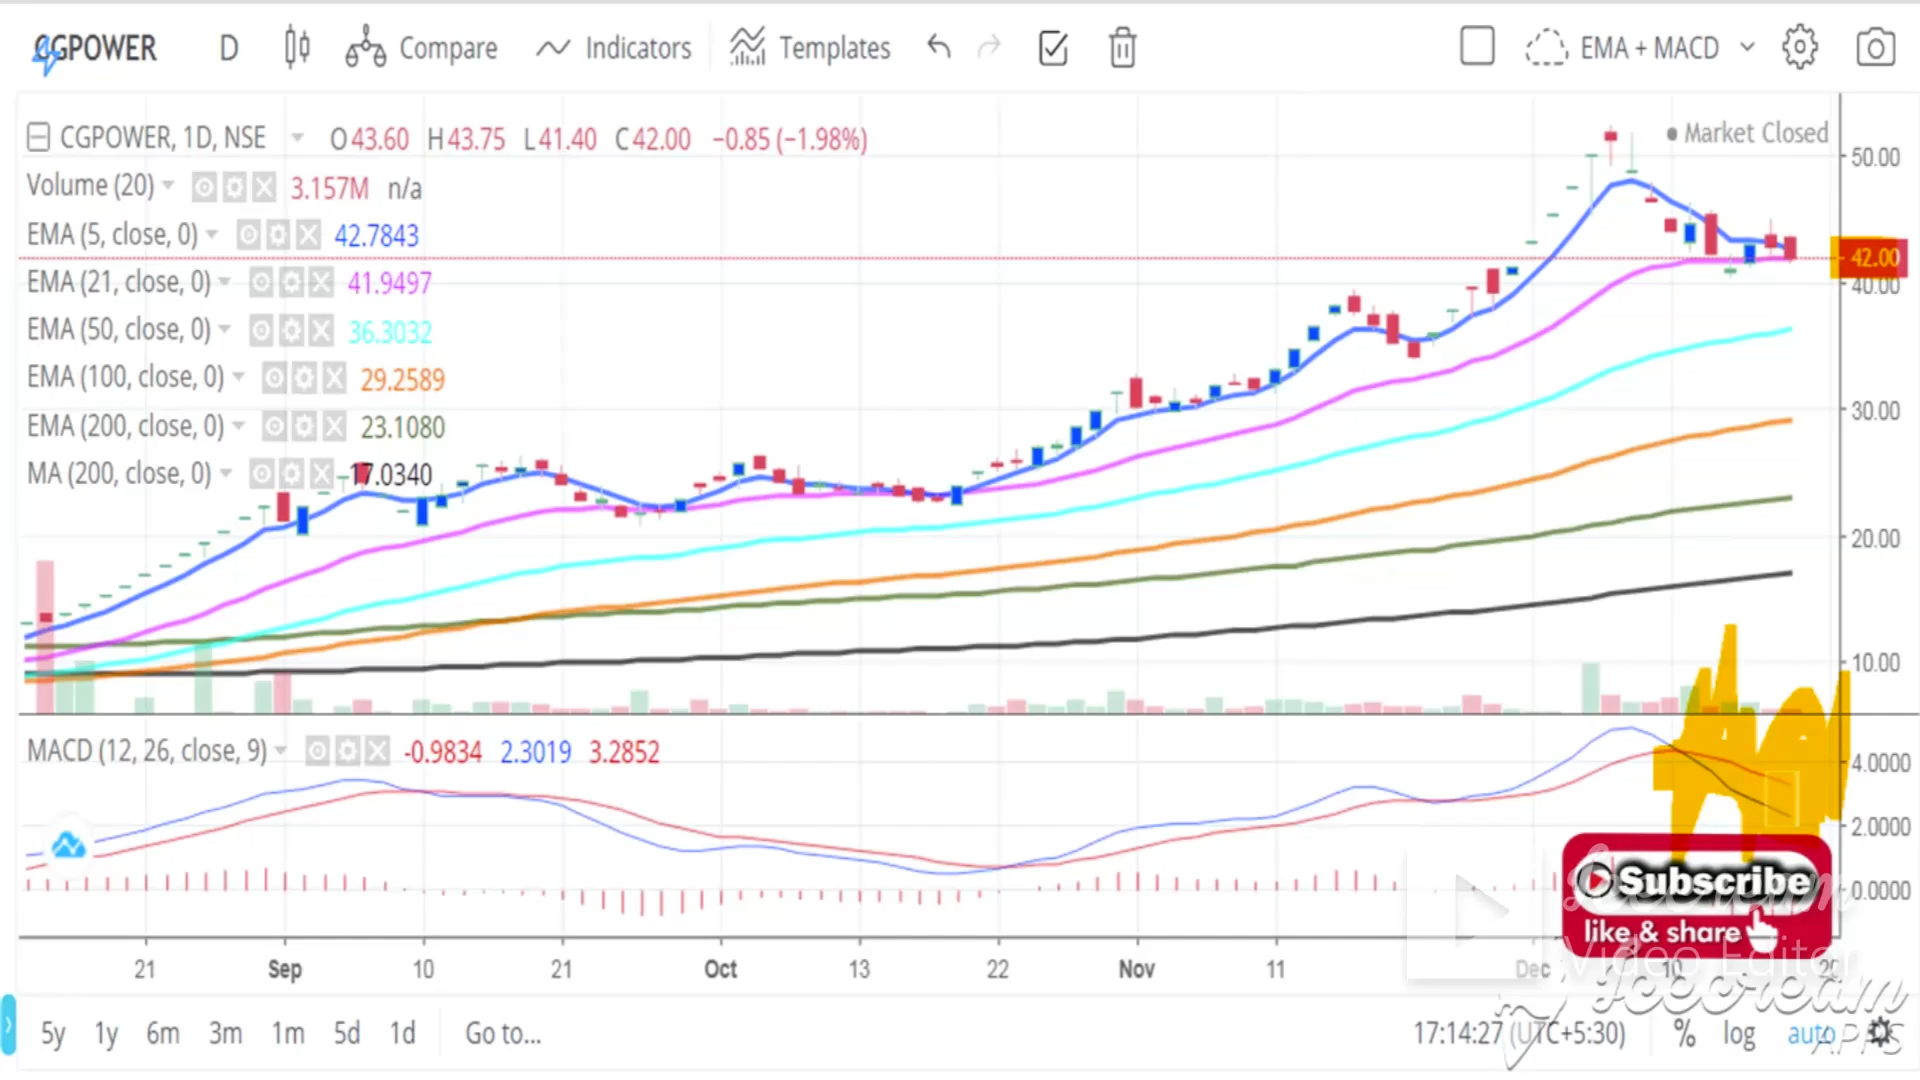 CGPOWER D Compare Indicators Templates EMA + MACD
CGPOWER, 1D, NSE O43.60 H43.75 L41.40 C42.00 −0.85 (−1.98%) Market Closed
Volume (20) 3.157M n/a
EMA (5, close, 0) 42.7843
EMA (21, close, 0) 41.9497
EMA (50, close, 0) 36.3032
EMA (100, close, 0) 29.2589
EMA (200, close, 0) 23.1080
MA (200, close, 0) 17.0340
50.00
42.00
40.00
30.00
20.00
10.00
MACD (12, 26, close, 9) -0.9834 2.3019 3.2852
4.0000
2.0000
0.0000
Subscribe
like & share
21 Sep 10 21 Oct 13 22 Nov 11 Dec 10
Icecream
Video Editor
Icecream
APPS
5y 1y 6m 3m 1m 5d 1d Go to... 17:14:27 (UTC+5:30) % log auto